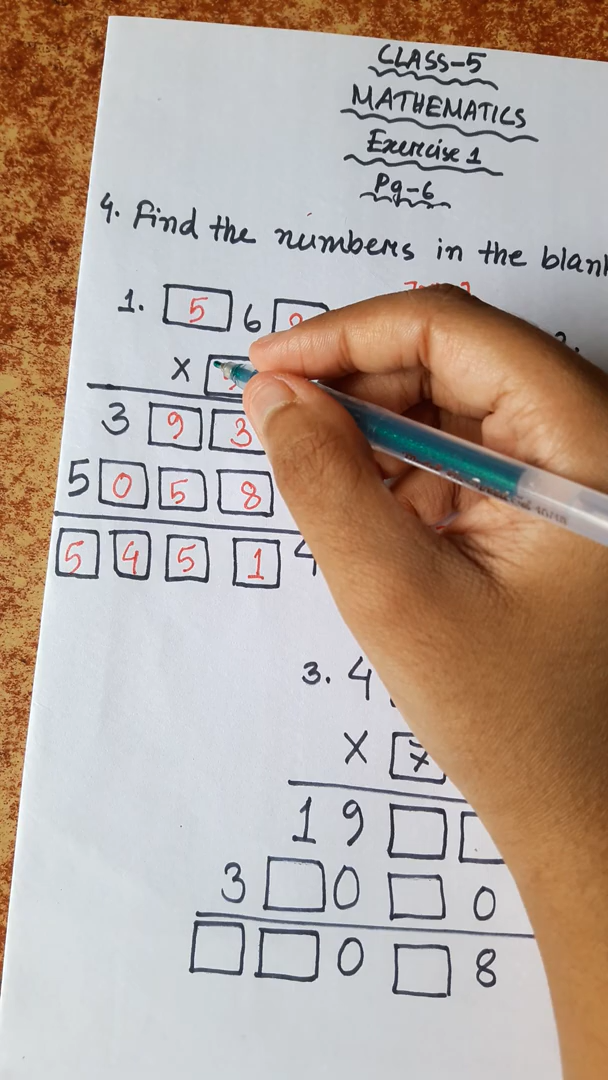 CLASS-5
MATHEMATICS
Exercise 1
Pg-6
4. Find the numbers in the blank
1. 5 6
X
3 9 3
5 0 5 8
5 4 5 1 4
3. 4
X 7
1 9
3 0 0
0 8